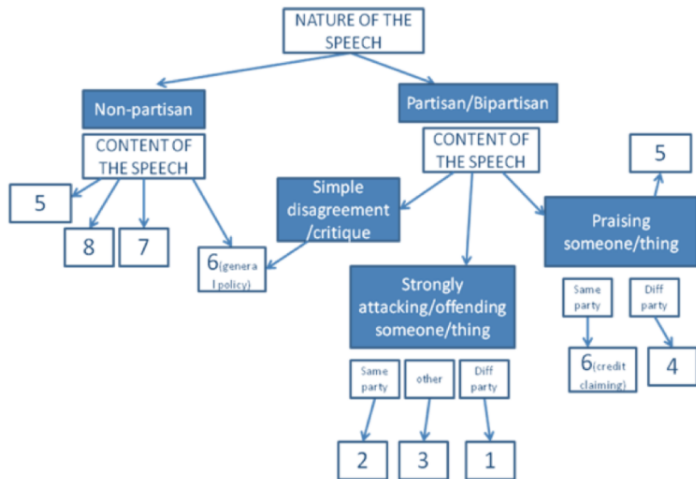 NATURE OF THE
SPEECH
Non-partisan
Partisan/Bipartisan
CONTENT OF
THE SPEECH
CONTENT OF
THE SPEECH
5
5
Simple
disagreement
/critique
Praising
someone/thing
8
7
6(genera
l policy)
Strongly
attacking/offending
someone/thing
Same
party
Diff
party
6(credit
claiming)
4
Same
party
other
Diff
party
2
3
1